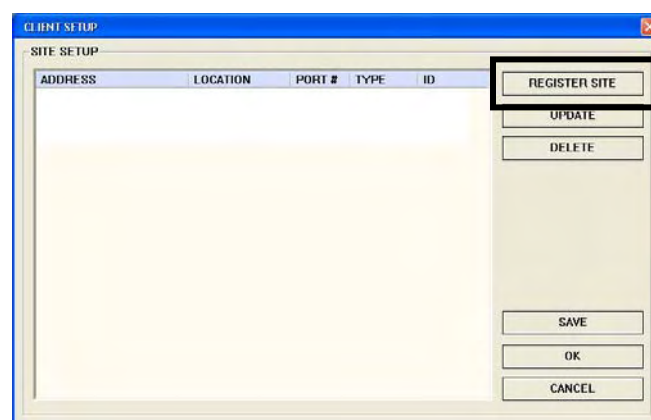 CLIENT SETUP
SITE SETUP
ADDRESS LOCATION PORT # TYPE ID
REGISTER SITE
UPDATE
DELETE
SAVE
OK
CANCEL